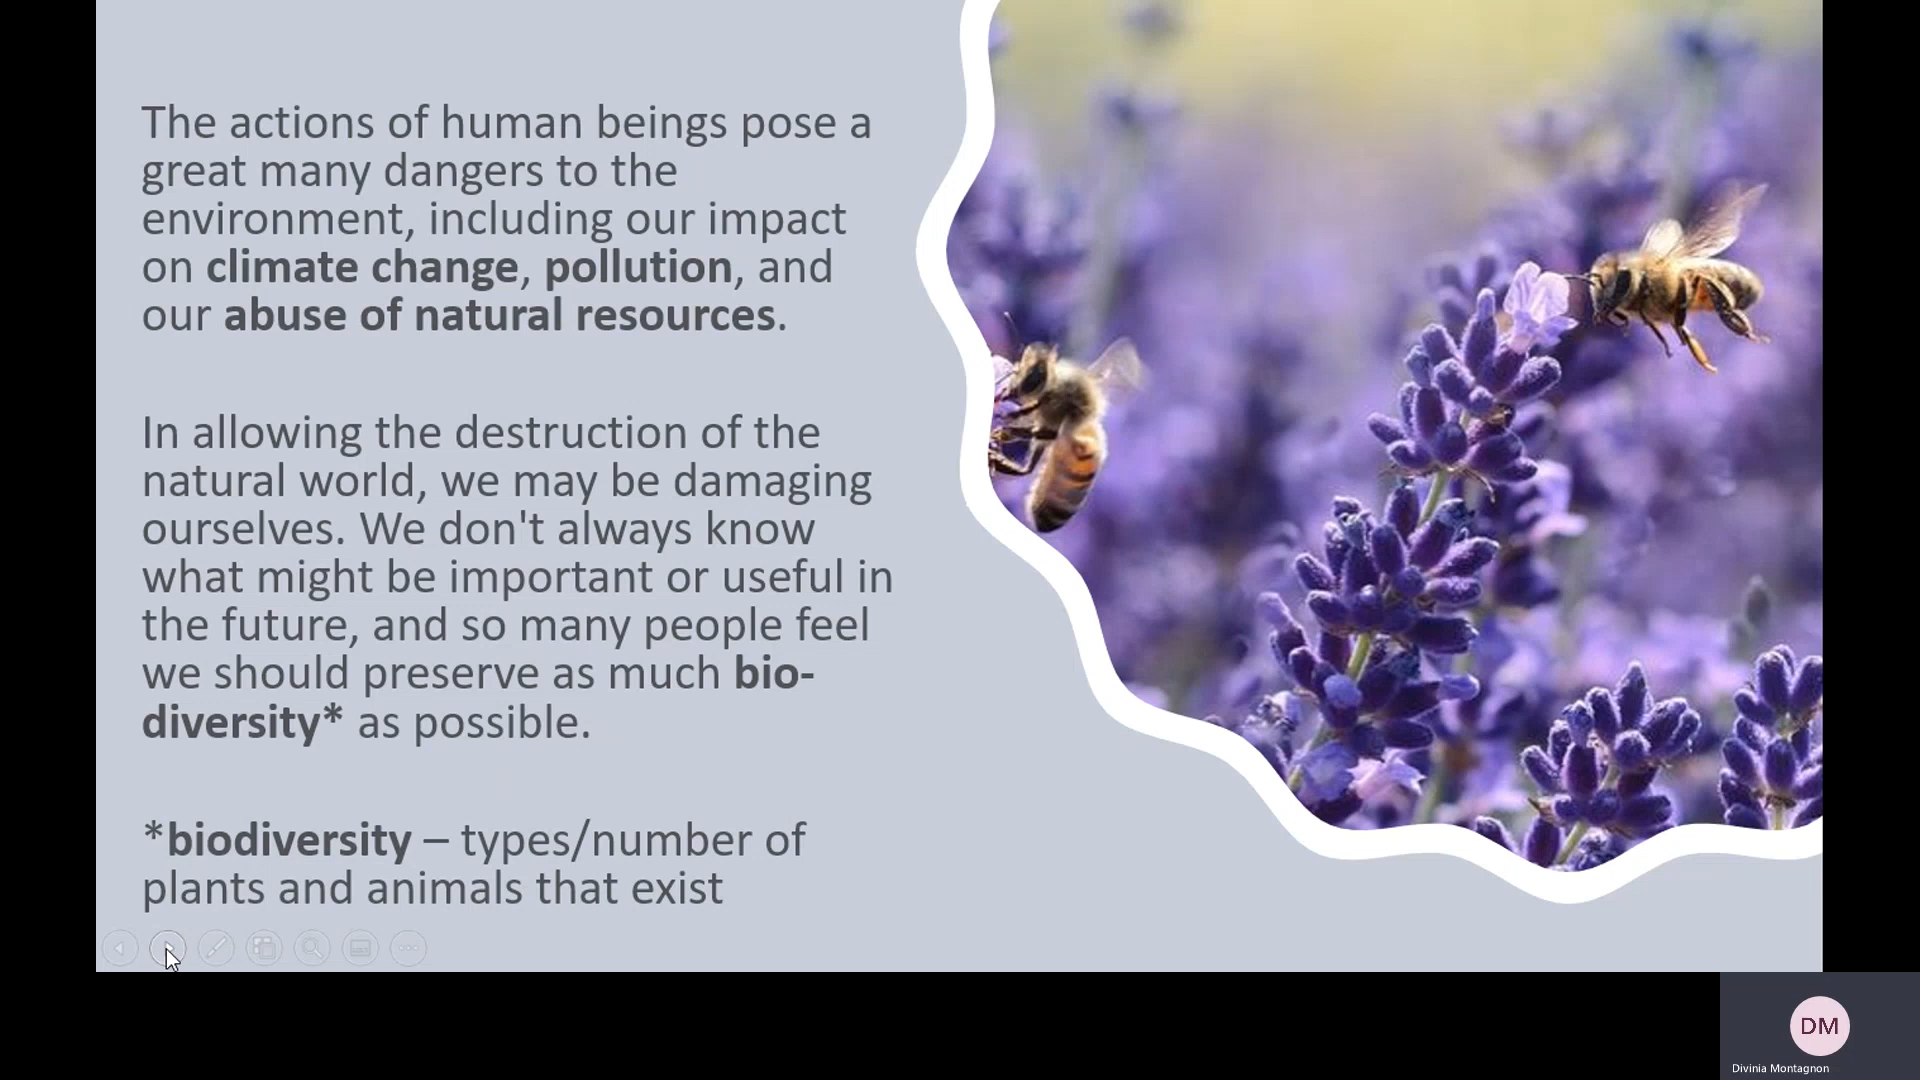 The actions of human beings pose a
great many dangers to the
environment, including our impact
on climate change, pollution, and
our abuse of natural resources.
In allowing the destruction of the
natural world, we may be damaging
ourselves. We don't always know
what might be important or useful in
the future, and so many people feel
we should preserve as much bio-
diversity* as possible.
*biodiversity – types/number of
plants and animals that exist
DM
Divinia Montagnon